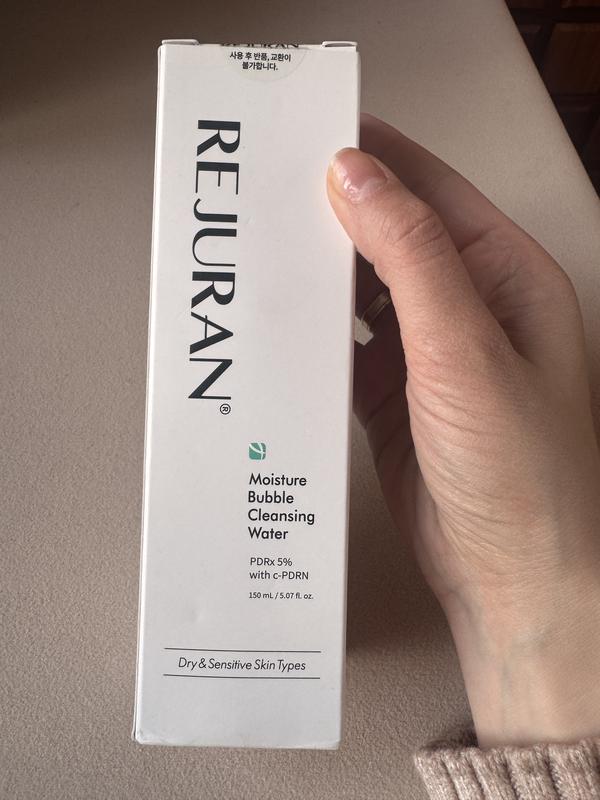 사용 후 반품, 교환이
불가합니다.
REJURAN®
Moisture
Bubble
Cleansing
Water
PDRx 5%
with c-PDRN
150 mL / 5.07 fl. oz.
Dry & Sensitive Skin Types